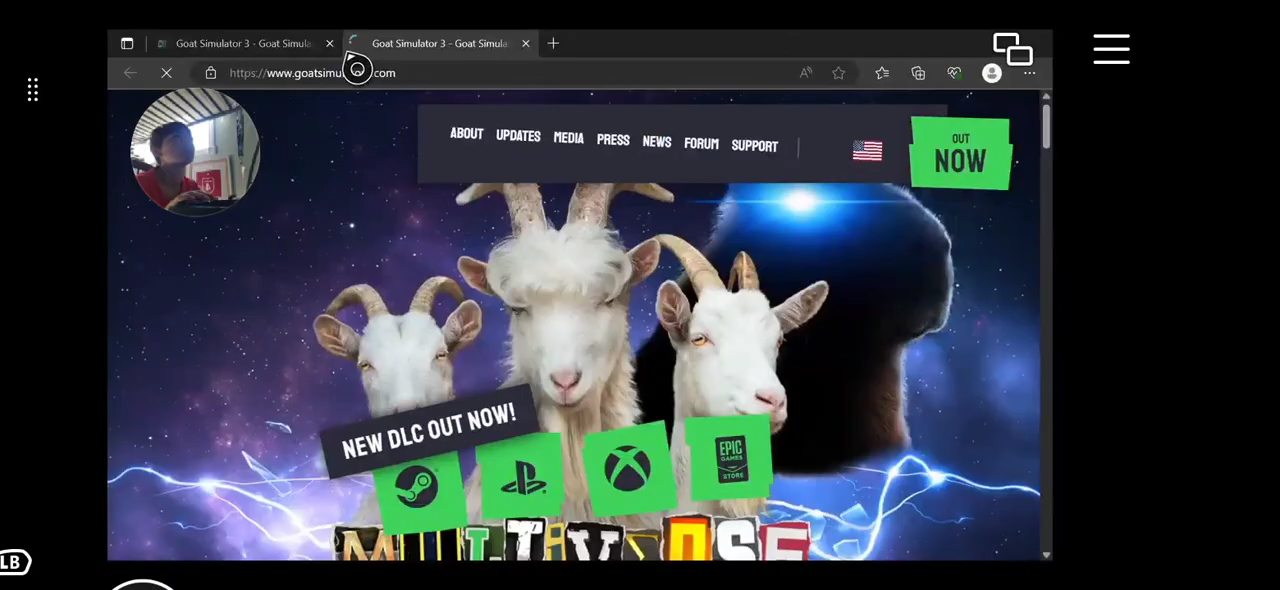 Goat Simulator 3 - Goat Simula
Goat Simulator 3 - Goat Simula
https://www.goatsimu
.com
ABOUT UPDATES MEDIA PRESS NEWS FORUM SUPPORT
OUT
NOW
NEW DLC OUT NOW!
EPIC
GAMES
STORE
MULTIVERSE
LB